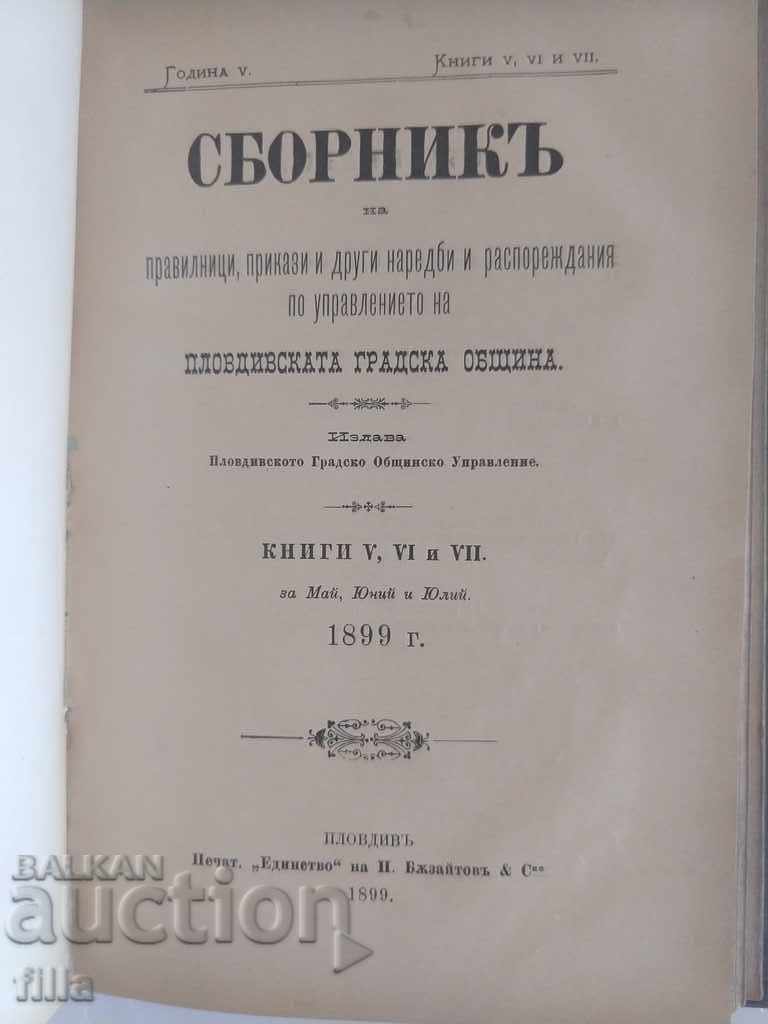 Година V.
Книги V, VI и VII.
СБОРНИКЪ
на
правилници, прикази и други наредби и распореждания
по управлението на
ПЛОВДИВСКАТА ГРАДСКА ОБЩИНА.
Издава
Пловдивското Градско Общинско Управление.
КНИГИ V, VI и VII.
за Май, Юний и Юлий.
1899 г.
ПЛОВДИВЪ
Печат. „Единство" на Н. Бѫзайтовъ & Сие
1899.
BALKAN
auction
filla